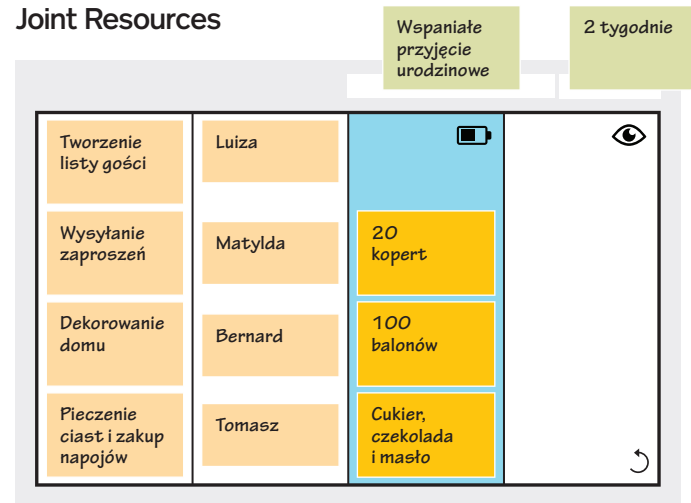 Joint Resources
Wspaniałe
przyjęcie
urodzinowe
2 tygodnie
Tworzenie
listy gości
Luiza
Wysyłanie
zaproszeń
Matylda
20
kopert
Dekorowanie
domu
Bernard
100
balonów
Pieczenie
ciast i zakup
napojów
Tomasz
Cukier,
czekolada
i masło